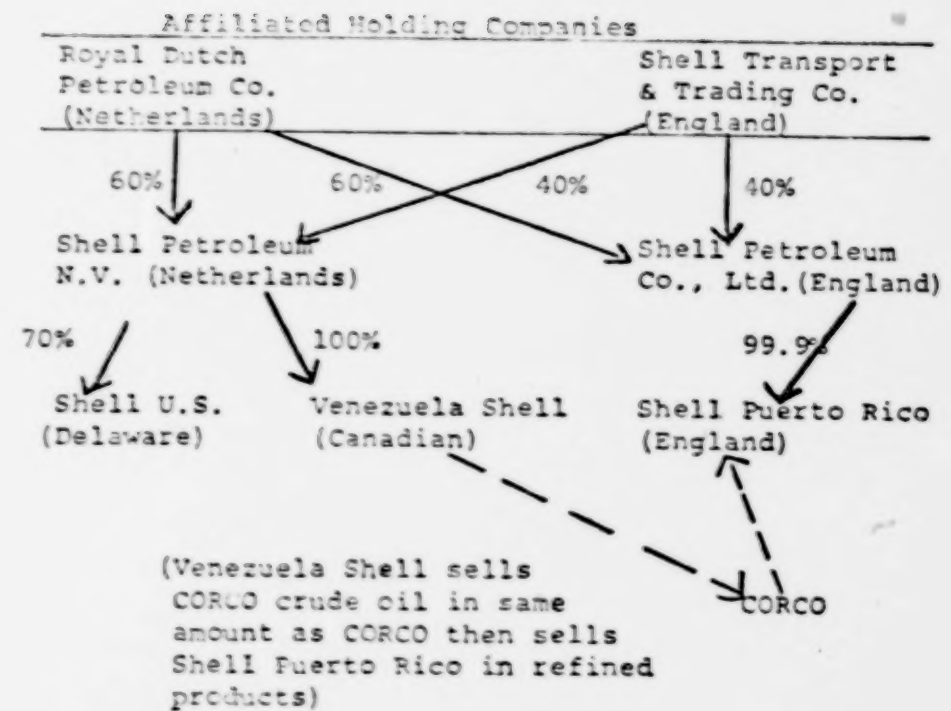 Affiliated Holding Companies
Royal Dutch
Petroleum Co.
(Netherlands)
Shell Transport
& Trading Co.
(England)
60%
60%
40%
40%
Shell Petroleum
N.V. (Netherlands)
Shell Petroleum
Co., Ltd. (England)
70%
100%
99.9%
Shell U.S.
(Delaware)
Venezuela Shell
(Canadian)
Shell Puerto Rico
(England)
CORCO
(Venezuela Shell sells
CORCO crude oil in same
amount as CORCO then sells
Shell Puerto Rico in refined
products)